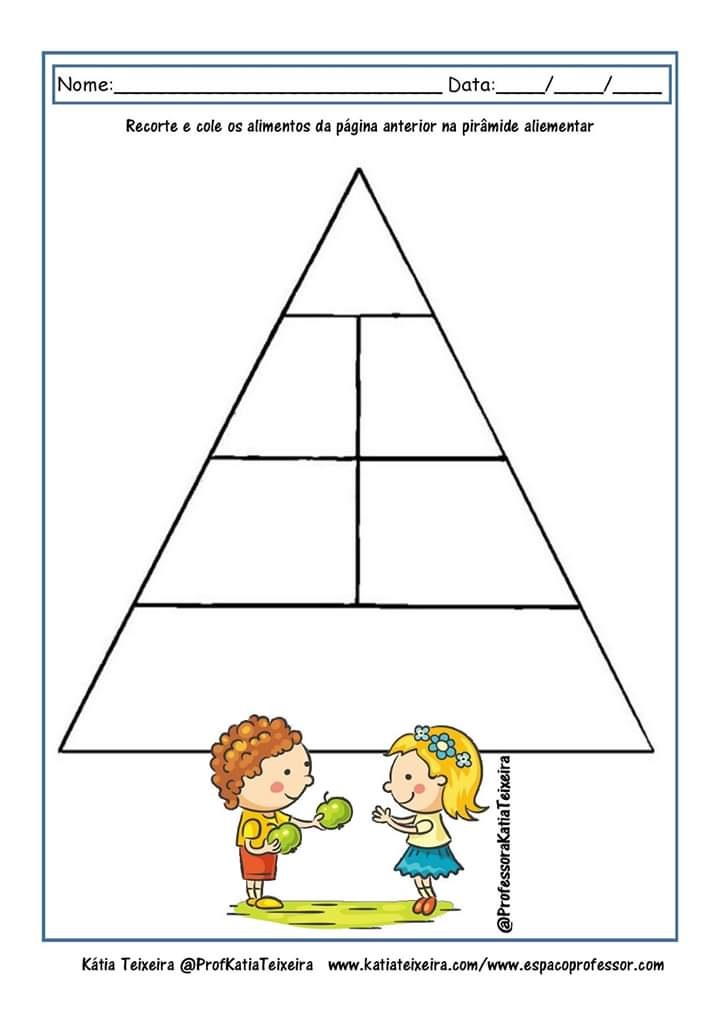 Nome:___________________________ Data:____/____/____
Recorte e cole os alimentos da página anterior na pirâmide aliementar
@ProfessoraKatiaTeixeira
Kátia Teixeira @ProfKatiaTeixeira www.katiateixeira.com/www.espacoprofessor.com